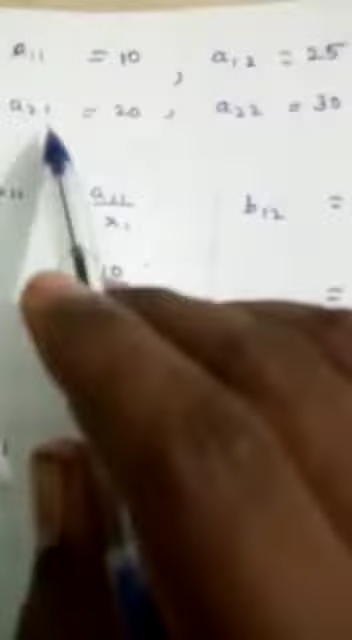 a₁₁ = 10 , a₁₂ = 25
a₂₁ = 20 , a₂₂ = 30
a₁₁/x₁ b₁₂ =
10 =